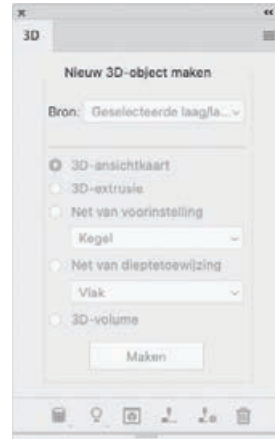 3D
Nieuw 3D-object maken
Bron: Geselecteerde laag/la...
3D-ansichtkaart
3D-extrusie
Net van voorinstelling
Kegel
Net van dieptetoewijzing
Vlak
3D-volume
Maken